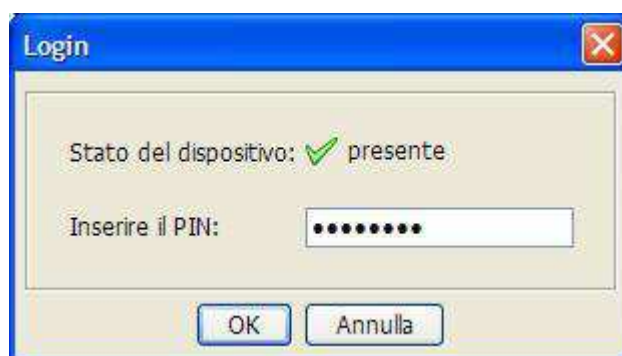 Login
Stato del dispositivo: presente
Inserire il PIN: ••••••••
OK Annulla